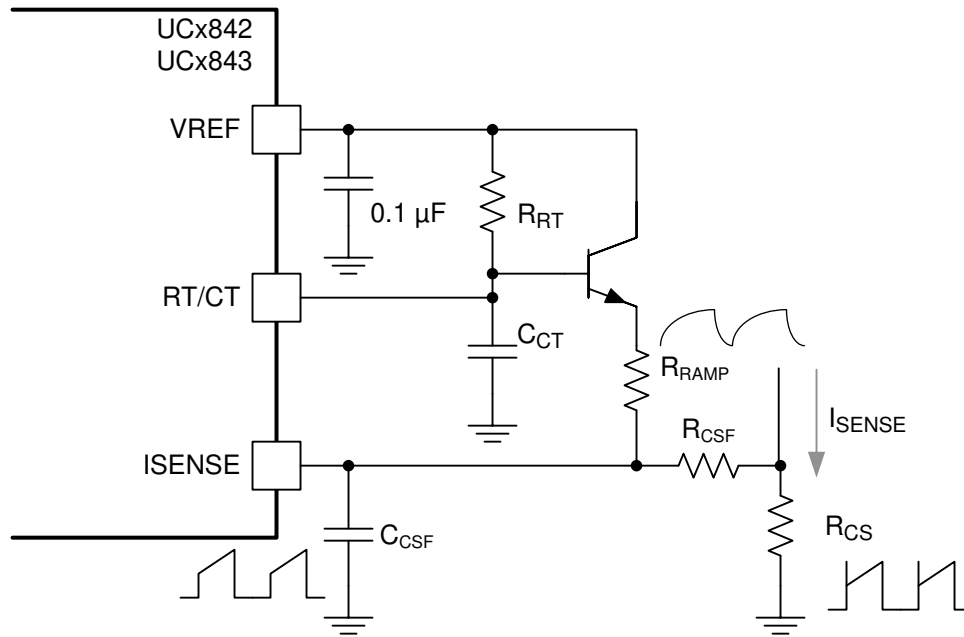 UCx842
UCx843
VREF
0.1 µF
R_RT
RT/CT
C_CT
R_RAMP
I_SENSE
R_CSF
ISENSE
C_CSF
R_CS